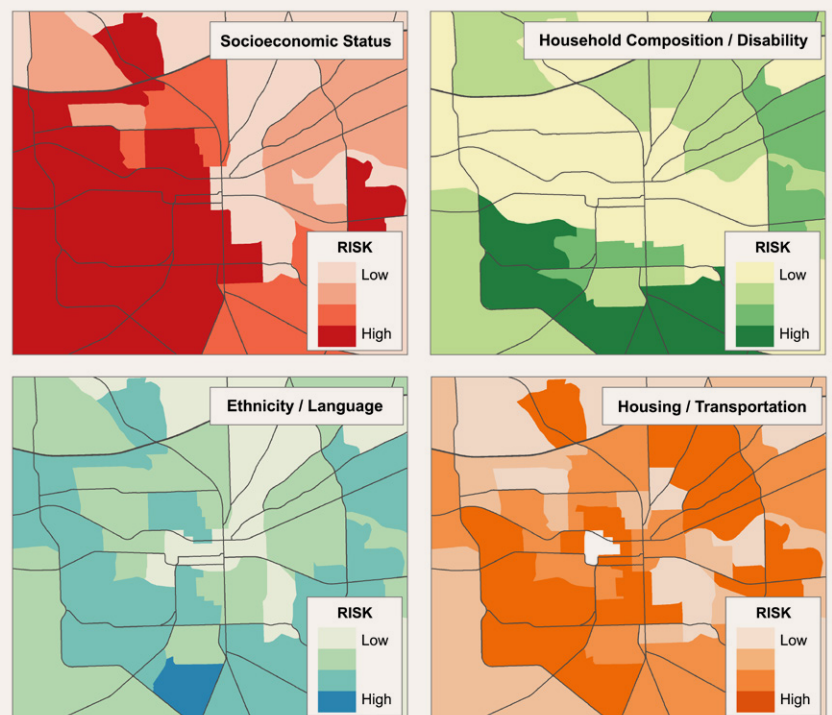 Socioeconomic Status
RISK
Low
High
Household Composition / Disability
RISK
Low
High
Ethnicity / Language
RISK
Low
High
Housing / Transportation
RISK
Low
High